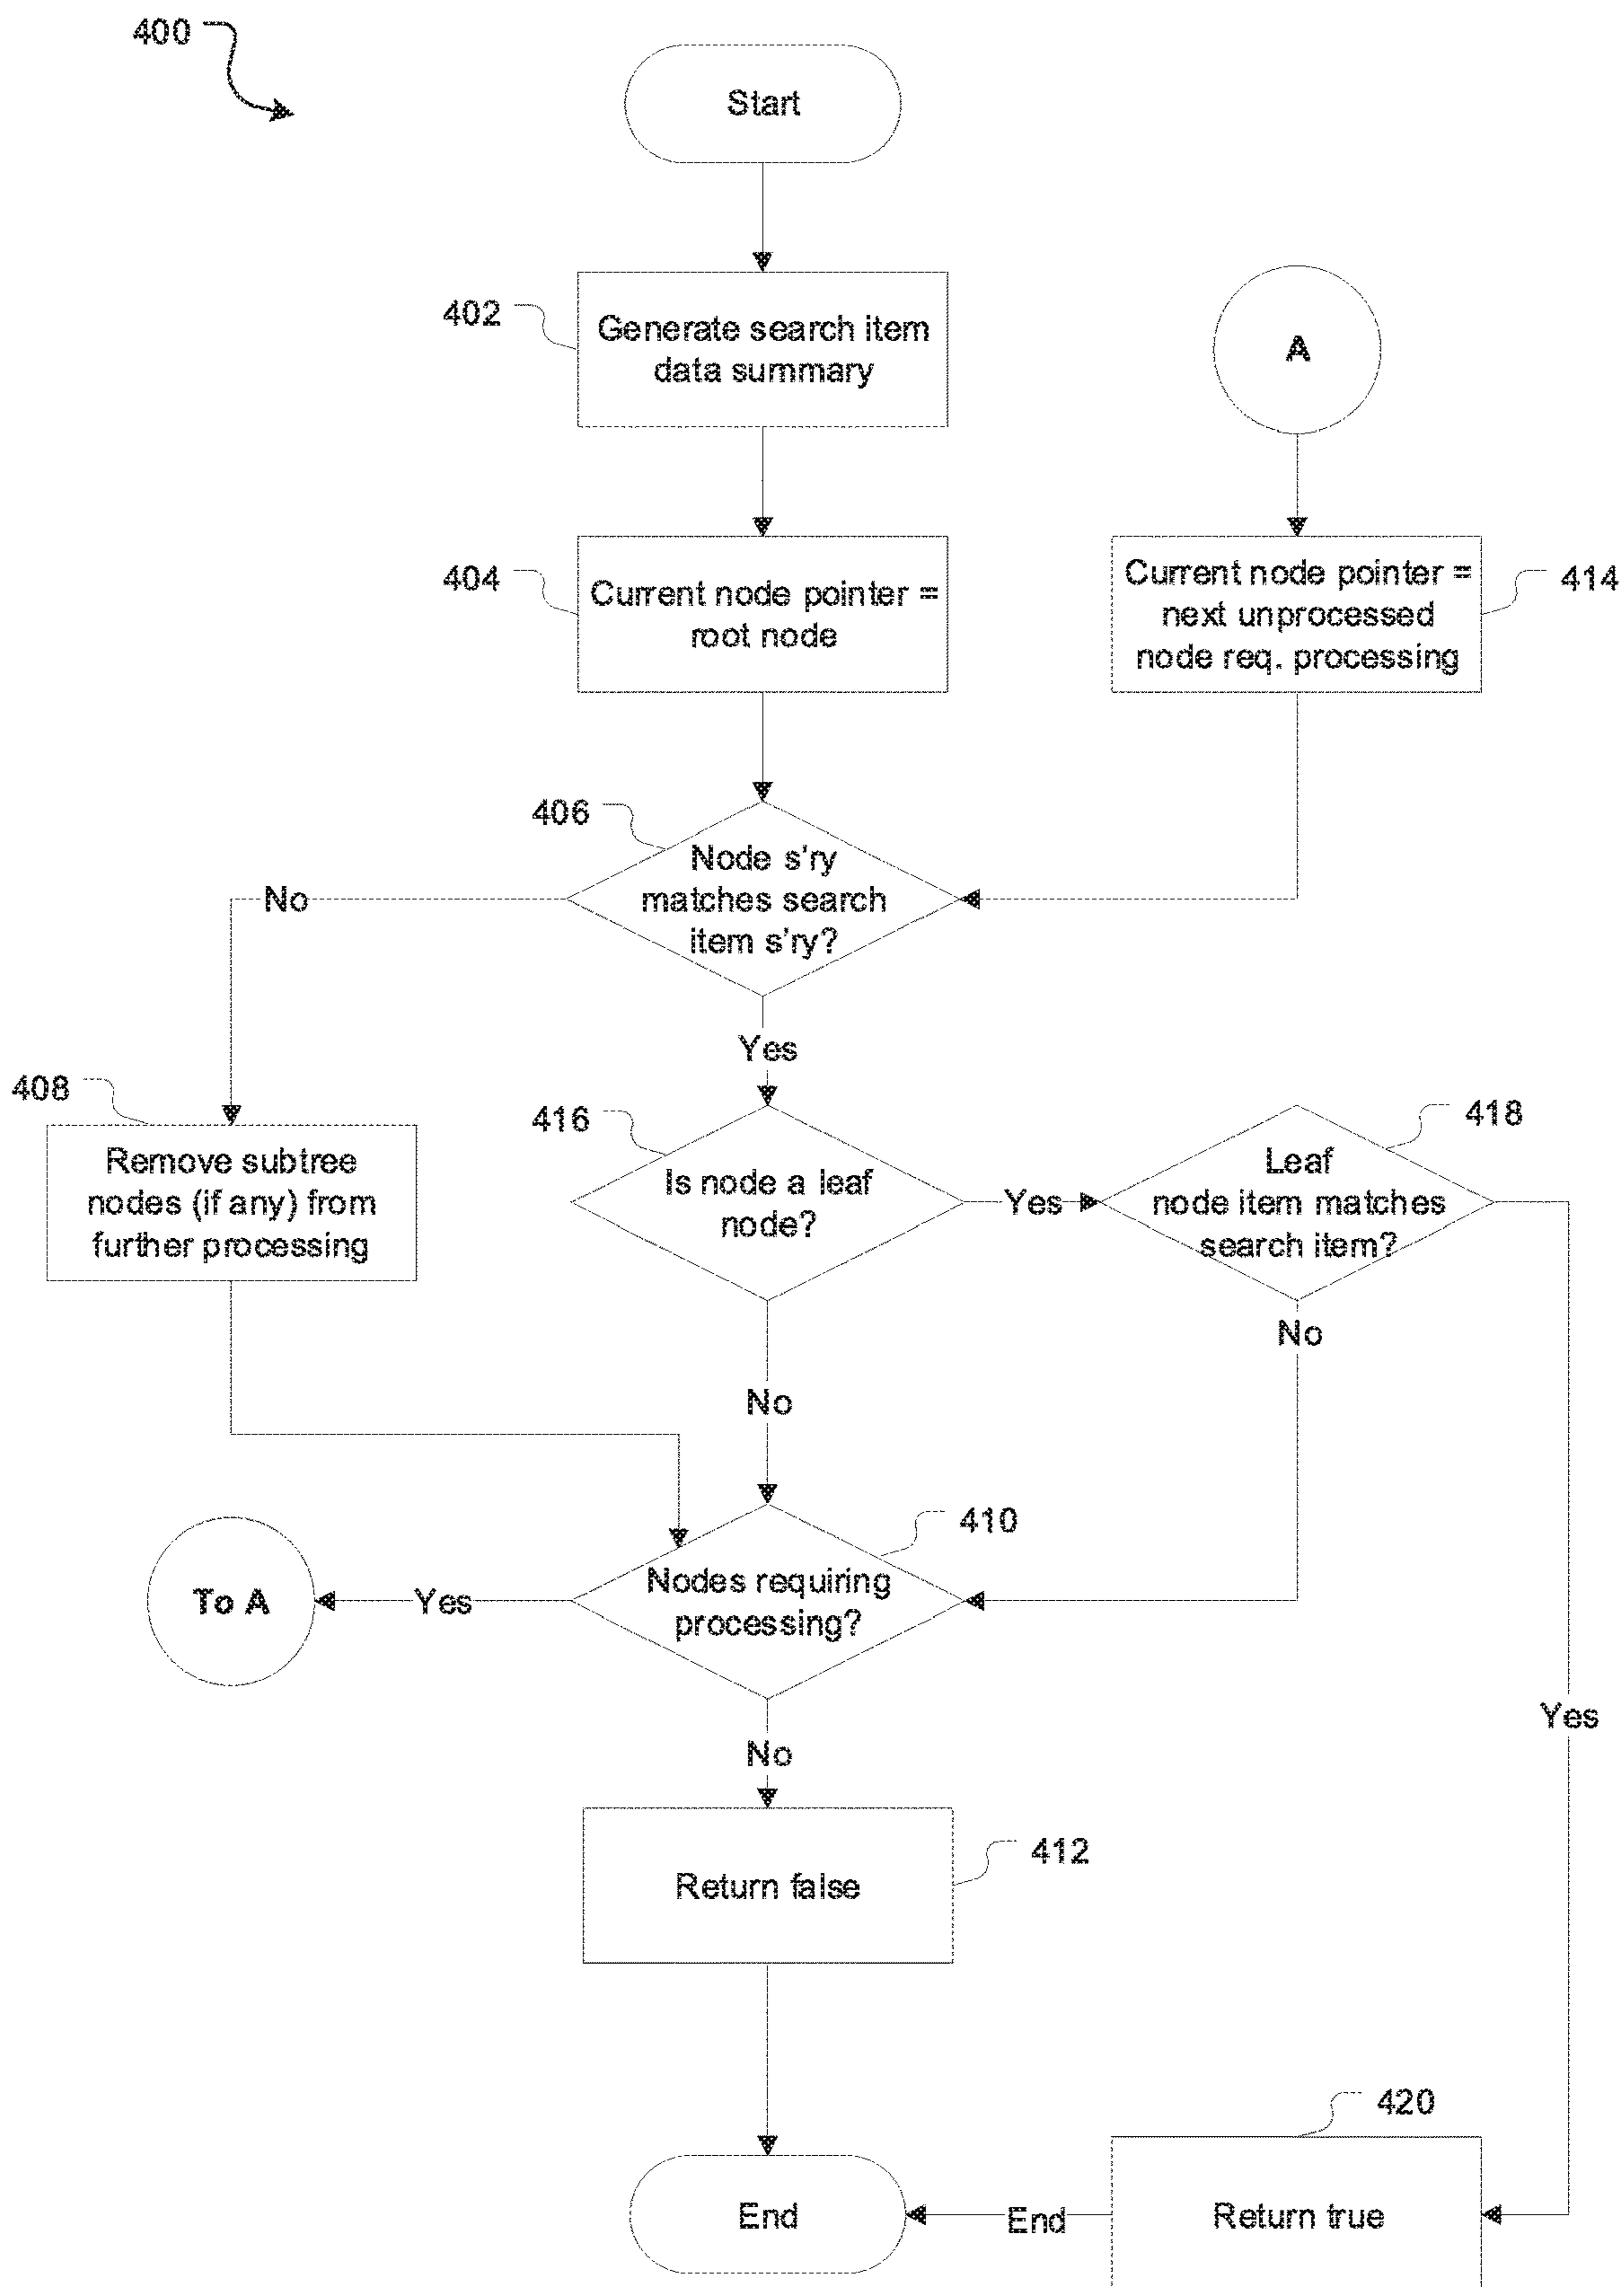 400
Start
402
Generate search item
data summary
A
404
Current node pointer =
root node
Current node pointer =
next unprocessed
node req. processing
414
406
Node s'ry
matches search
item s'ry?
No
Yes
408
Remove subtree
nodes (if any) from
further processing
416
Is node a leaf
node?
Yes
418
Leaf
node item matches
search item?
No
No
410
Nodes requiring
processing?
Yes
To A
Yes
No
412
Return false
420
Return true
End
End